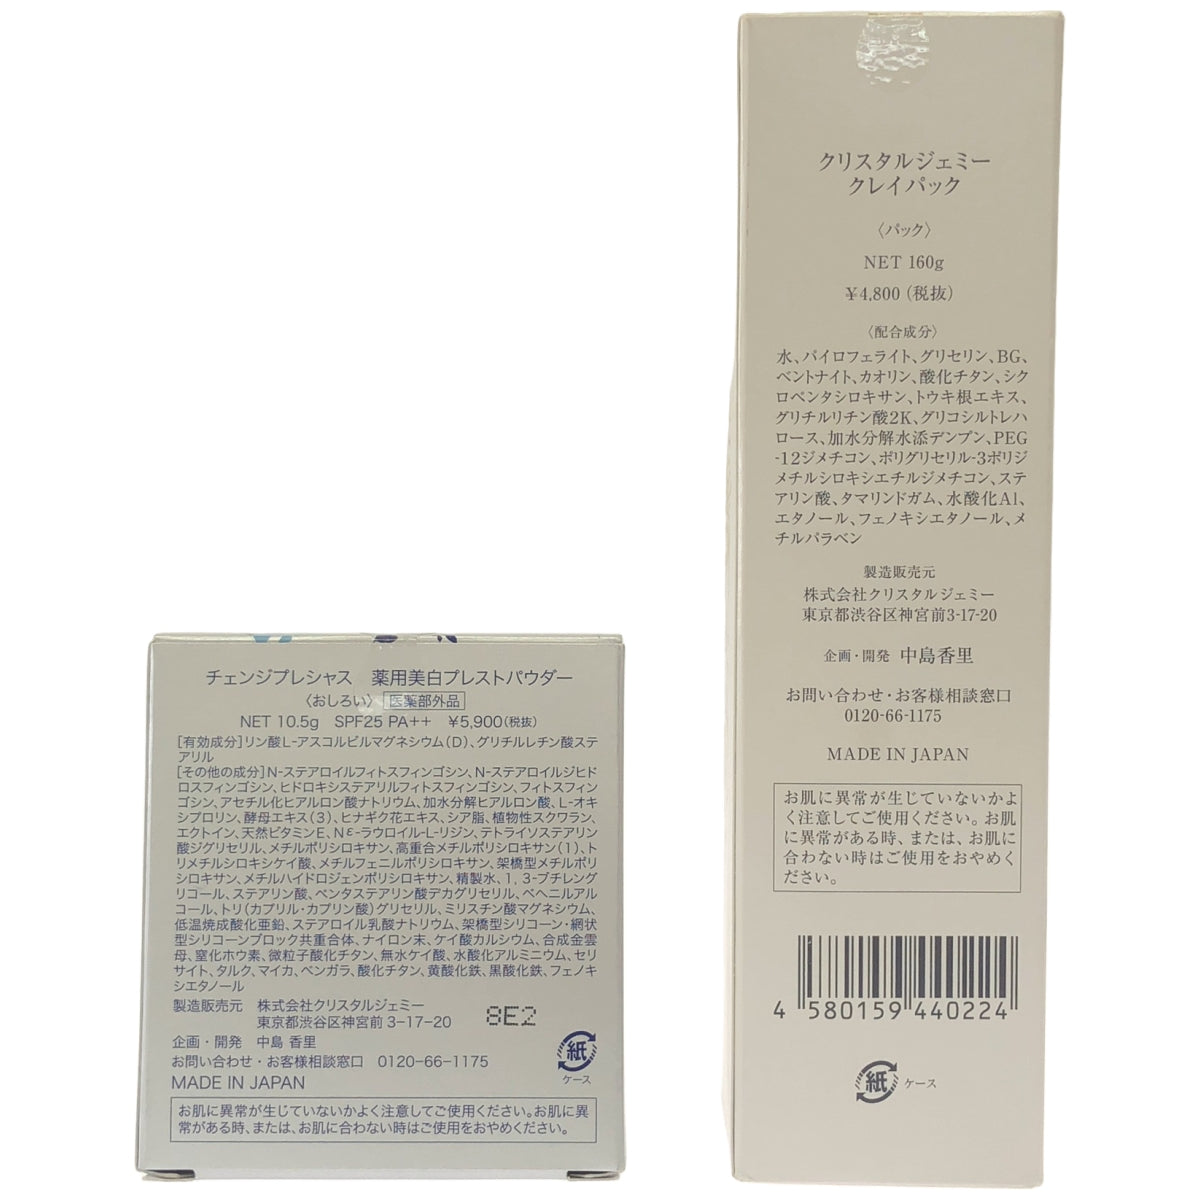 チェンジプレシャス 薬用美白プレストパウダー
〈おしろい〉 医薬部外品
NET 10.5g SPF25 PA++ ¥5,900(税抜)
[有効成分]リン酸L-アスコルビルマグネシウム(D)、グリチルレチン酸ステ
アリル
[その他の成分]N-ステアロイルフィトスフィンゴシン、N-ステアロイルジヒド
ロスフィンゴシン、ヒドロキシステアリルフィトスフィンゴシン、フィトスフィン
ゴシン、アセチル化ヒアルロン酸ナトリウム、加水分解ヒアルロン酸、L-オキ
シプロリン、酵母エキス(3)、ヒナギク花エキス、シア脂、植物性スクワラン、
エクトイン、天然ビタミンE、Nε-ラウロイル-L-リジン、テトライソステアリン
酸ジグリセリル、メチルポリシロキサン、高重合メチルポリシロキサン(1)、ト
リメチルシロキシケイ酸、メチルフェニルポリシロキサン、架橋型メチルポリ
シロキサン、メチルハイドロジェンポリシロキサン、精製水、1,3-ブチレング
リコール、ステアリン酸、ペンタステアリン酸デカグリセリル、ベヘニルアル
コール、トリ(カプリル・カプリン酸)グリセリル、ミリスチン酸マグネシウム、
低温焼成酸化亜鉛、ステアロイル乳酸ナトリウム、架橋型シリコーン・網状
型シリコーンブロック共重合体、ナイロン末、ケイ酸カルシウム、合成金雲
母、窒化ホウ素、微粒子酸化チタン、無水ケイ酸、水酸化アルミニウム、セリ
サイト、タルク、マイカ、ベンガラ、酸化チタン、黄酸化鉄、黒酸化鉄、フェノキ
シエタノール
製造販売元 株式会社クリスタルジェミー
東京都渋谷区神宮前3-17-20
8E2
企画・開発 中島 香里
お問い合わせ・お客様相談窓口 0120-66-1175
MADE IN JAPAN
紙
ケース
お肌に異常が生じていないかよく注意してご使用ください。お肌に異
常がある時、または、お肌に合わない時はご使用をおやめください。
クリスタルジェミー
クレイパック
〈パック〉
NET 160g
¥4,800(税抜)
〈配合成分〉
水、パイロフェライト、グリセリン、BG、
ベントナイト、カオリン、酸化チタン、シク
ロペンタシロキサン、トウキ根エキス、
グリチルリチン酸2K、グリコシルトレハ
ロース、加水分解水添デンプン、PEG
-12ジメチコン、ポリグリセリル-3ポリジ
メチルシロキシエチルジメチコン、ステ
アリン酸、タマリンドガム、水酸化Al、
エタノール、フェノキシエタノール、メ
チルパラベン
製造販売元
株式会社クリスタルジェミー
東京都渋谷区神宮前3-17-20
企画・開発 中島香里
お問い合わせ・お客様相談窓口
0120-66-1175
MADE IN JAPAN
お肌に異常が生じていないかよ
く注意してご使用ください。お肌
に異常がある時、または、お肌に
合わない時はご使用をおやめく
ださい。
4 580159 440224
紙 ケース